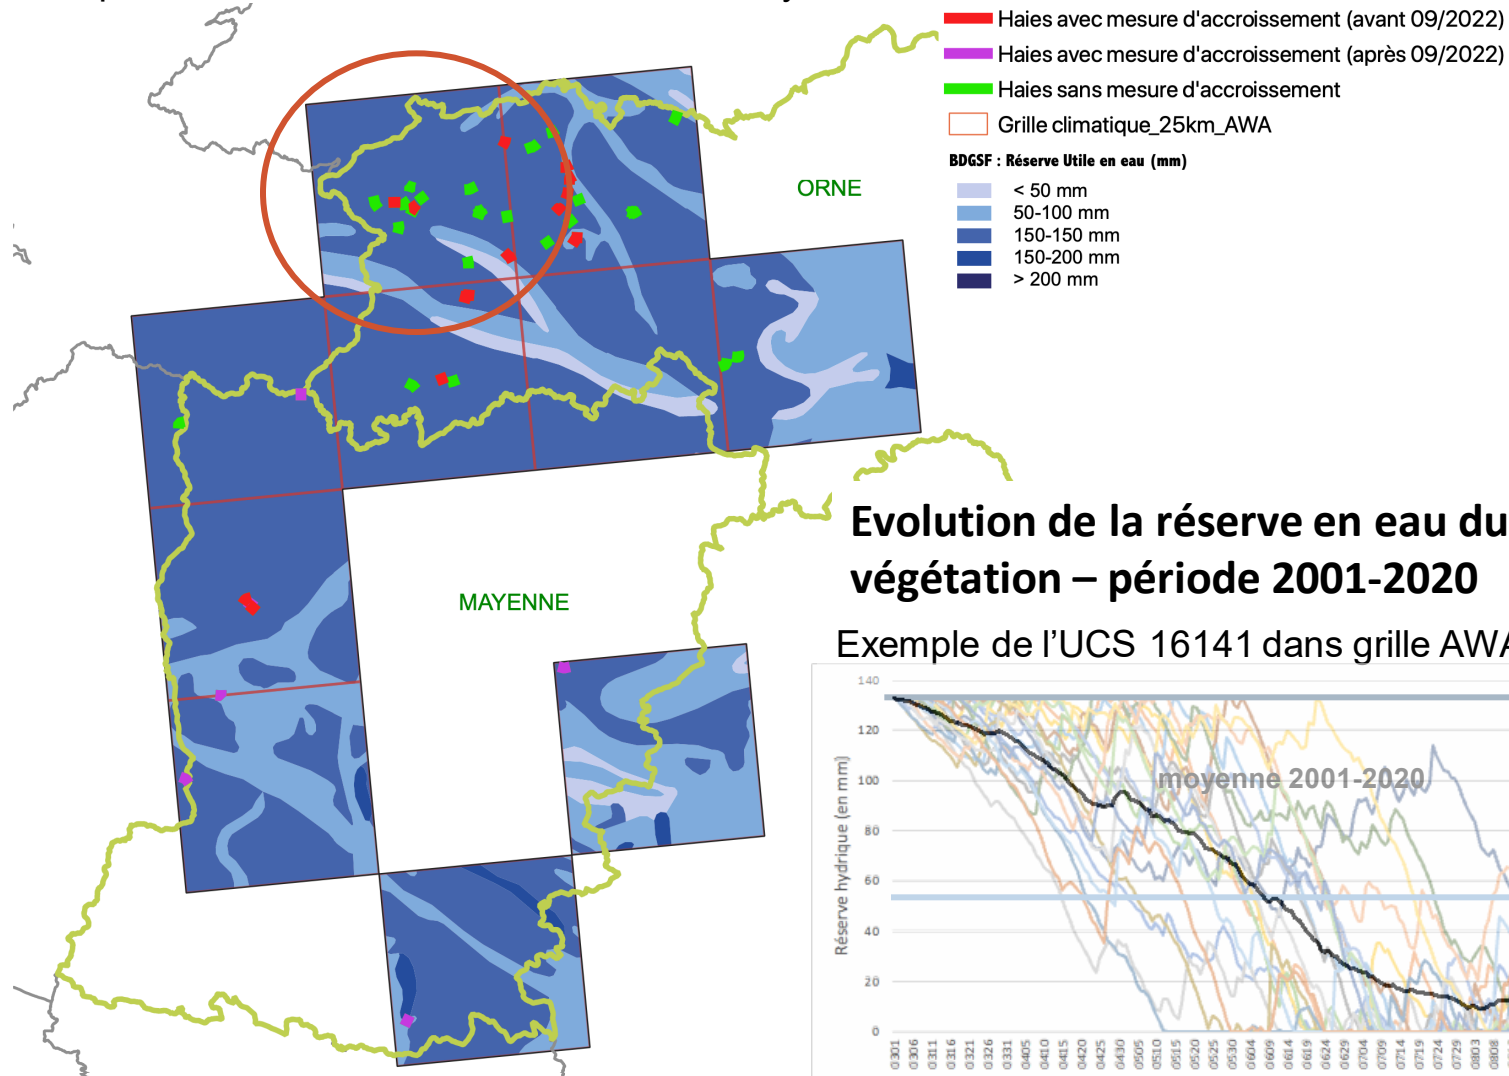 Haies avec mesure d'accroissement (avant 09/2022)
Haies avec mesure d'accroissement (après 09/2022)
Haies sans mesure d'accroissement
Grille climatique_25km_AWA
BDGSF : Réserve Utile en eau (mm)
< 50 mm
50-100 mm
150-150 mm
150-200 mm
> 200 mm
ORNE
MAYENNE
Evolution de la réserve en eau du
végétation – période 2001-2020
Exemple de l'UCS 16141 dans grille AWA
moyenne 2001-2020
Réserve hydrique (en mm)
140
120
100
80
60
40
20
0
0301 0306 0311 0316 0321 0326 0331 0405 0410 0415 0420 0425 0430 0505 0510 0515 0520 0525 0530 0604 0609 0614 0619 0624 0629 0704 0709 0714 0719 0724 0729 0803 0808